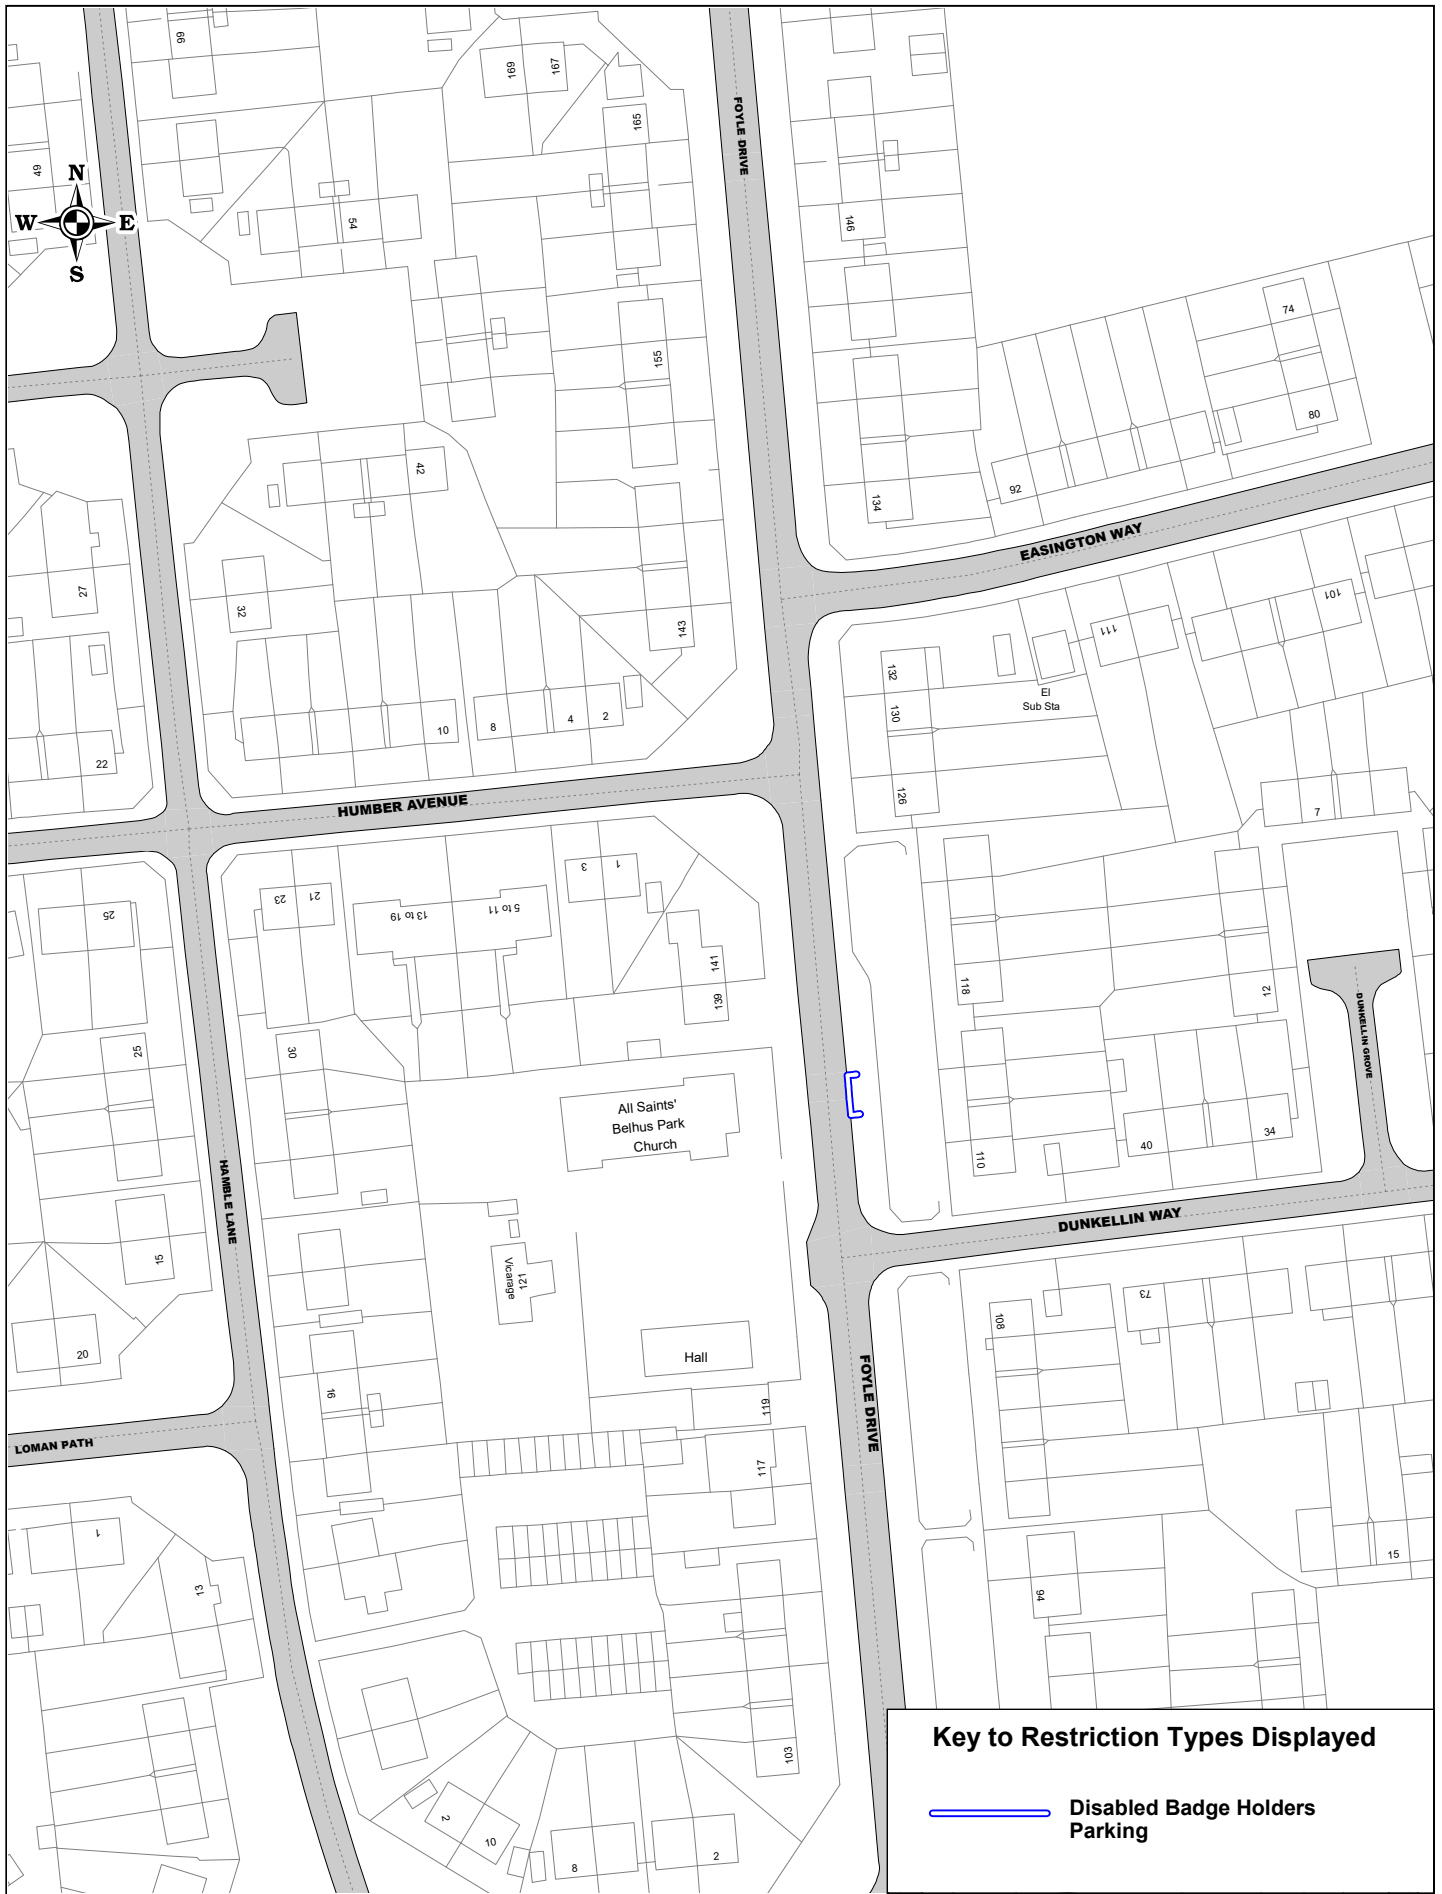 66
169
167
165
FOYLE DRIVE
49
N
W
E
S
54
146
74
155
80
42
92
134
EASINGTON WAY
27
32
101
143
111
132
El
Sub Sta
130
10
8
4
2
22
126
HUMBER AVENUE
7
3
1
23
21
13 to 19
5 to 11
25
141
118
12
139
DUNKELLIN GROVE
25
30
All Saints'
Belhus Park
Church
40
34
110
HAMBLE LANE
DUNKELLIN WAY
15
Vicarage
121
73
108
20
Hall
FOYLE DRIVE
16
119
LOMAN PATH
117
1
15
13
94
103
Key to Restriction Types Displayed
Disabled Badge Holders
Parking
2
10
8
2